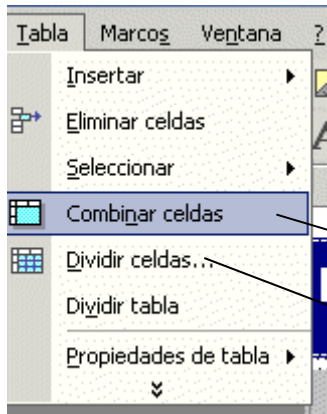 Tabla Marcos Ventana ?
Insertar
Eliminar celdas
Seleccionar
Combinar celdas
Dividir celdas...
Dividir tabla
Propiedades de tabla